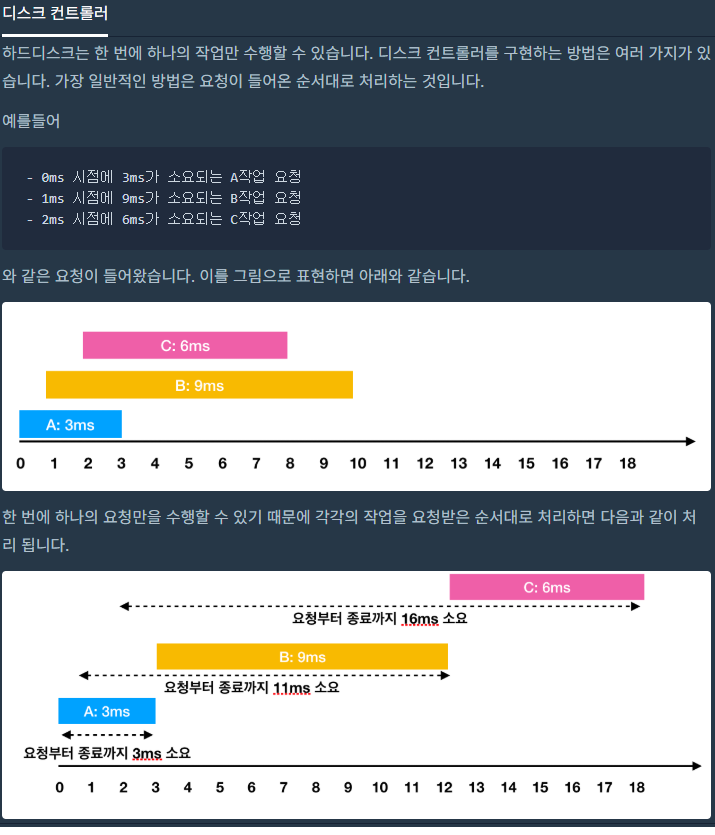 디스크 컨트롤러
하드디스크는 한 번에 하나의 작업만 수행할 수 있습니다. 디스크 컨트롤러를 구현하는 방법은 여러 가지가 있
습니다. 가장 일반적인 방법은 요청이 들어온 순서대로 처리하는 것입니다.
예를들어
- 0ms 시점에 3ms가 소요되는 A작업 요청
- 1ms 시점에 9ms가 소요되는 B작업 요청
- 2ms 시점에 6ms가 소요되는 C작업 요청
와 같은 요청이 들어왔습니다. 이를 그림으로 표현하면 아래와 같습니다.
C: 6ms
B: 9ms
A: 3ms
0 1 2 3 4 5 6 7 8 9 10 11 12 13 14 15 16 17 18
한 번에 하나의 요청만을 수행할 수 있기 때문에 각각의 작업을 요청받은 순서대로 처리하면 다음과 같이 처
리 됩니다.
C: 6ms
요청부터 종료까지 16ms 소요
B: 9ms
요청부터 종료까지 11ms 소요
A: 3ms
요청부터 종료까지 3ms 소요
0 1 2 3 4 5 6 7 8 9 10 11 12 13 14 15 16 17 18